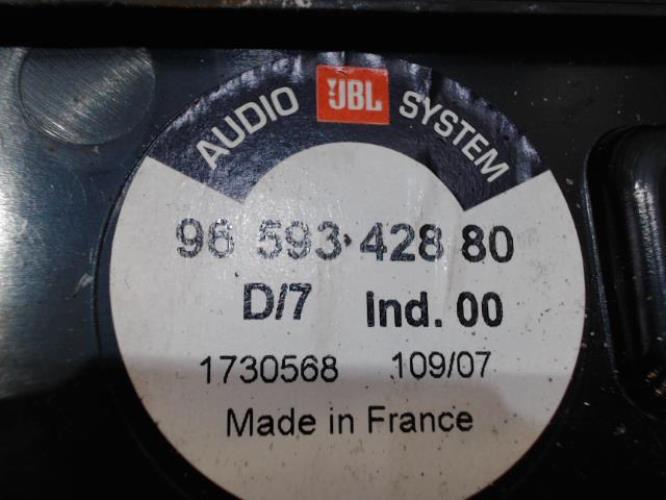 AUDIO JBL SYSTEM
96 593 428 80
D/7 Ind. 00
1730568 109/07
Made in France